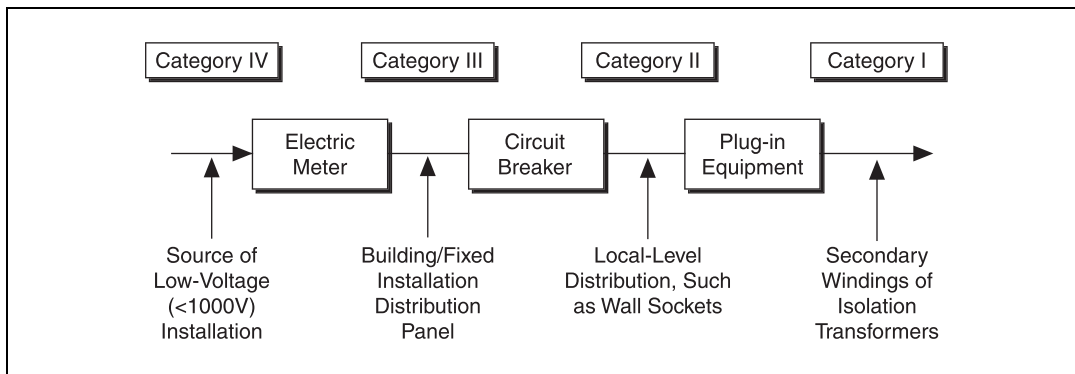 Category IV
Category III
Category II
Category I
Electric
Meter
Circuit
Breaker
Plug-in
Equipment
Source of
Low-Voltage
(<1000V)
Installation
Building/Fixed
Installation
Distribution
Panel
Local-Level
Distribution, Such
as Wall Sockets
Secondary
Windings of
Isolation
Transformers